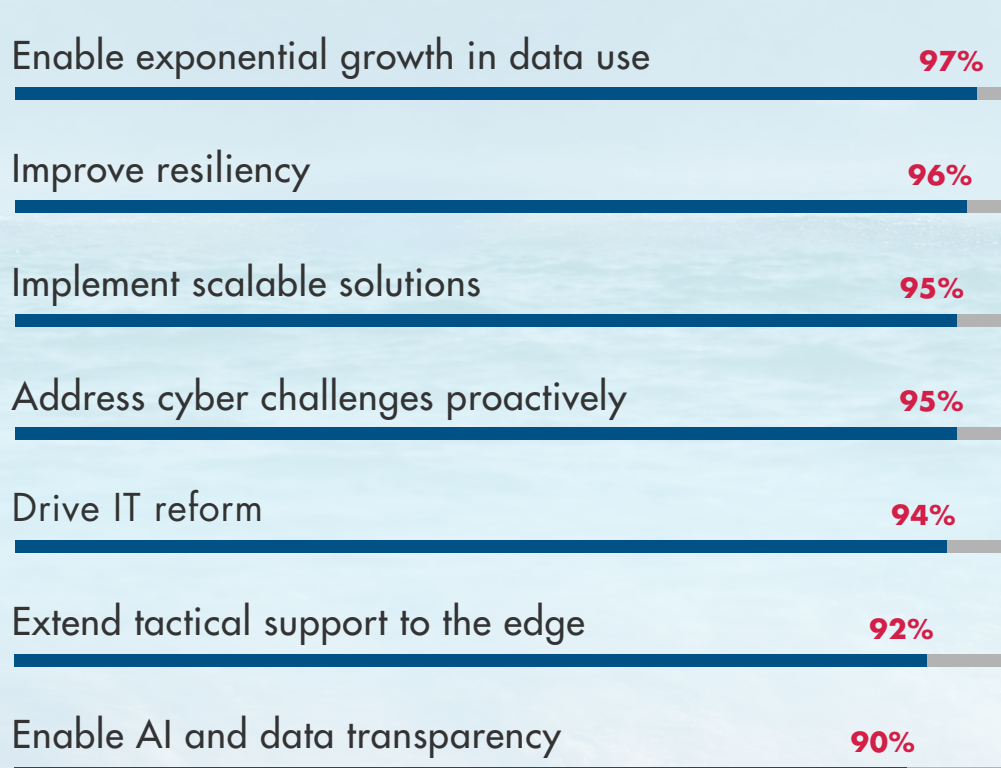 Enable exponential growth in data use 97%
Improve resiliency 96%
Implement scalable solutions 95%
Address cyber challenges proactively 95%
Drive IT reform 94%
Extend tactical support to the edge 92%
Enable AI and data transparency 90%